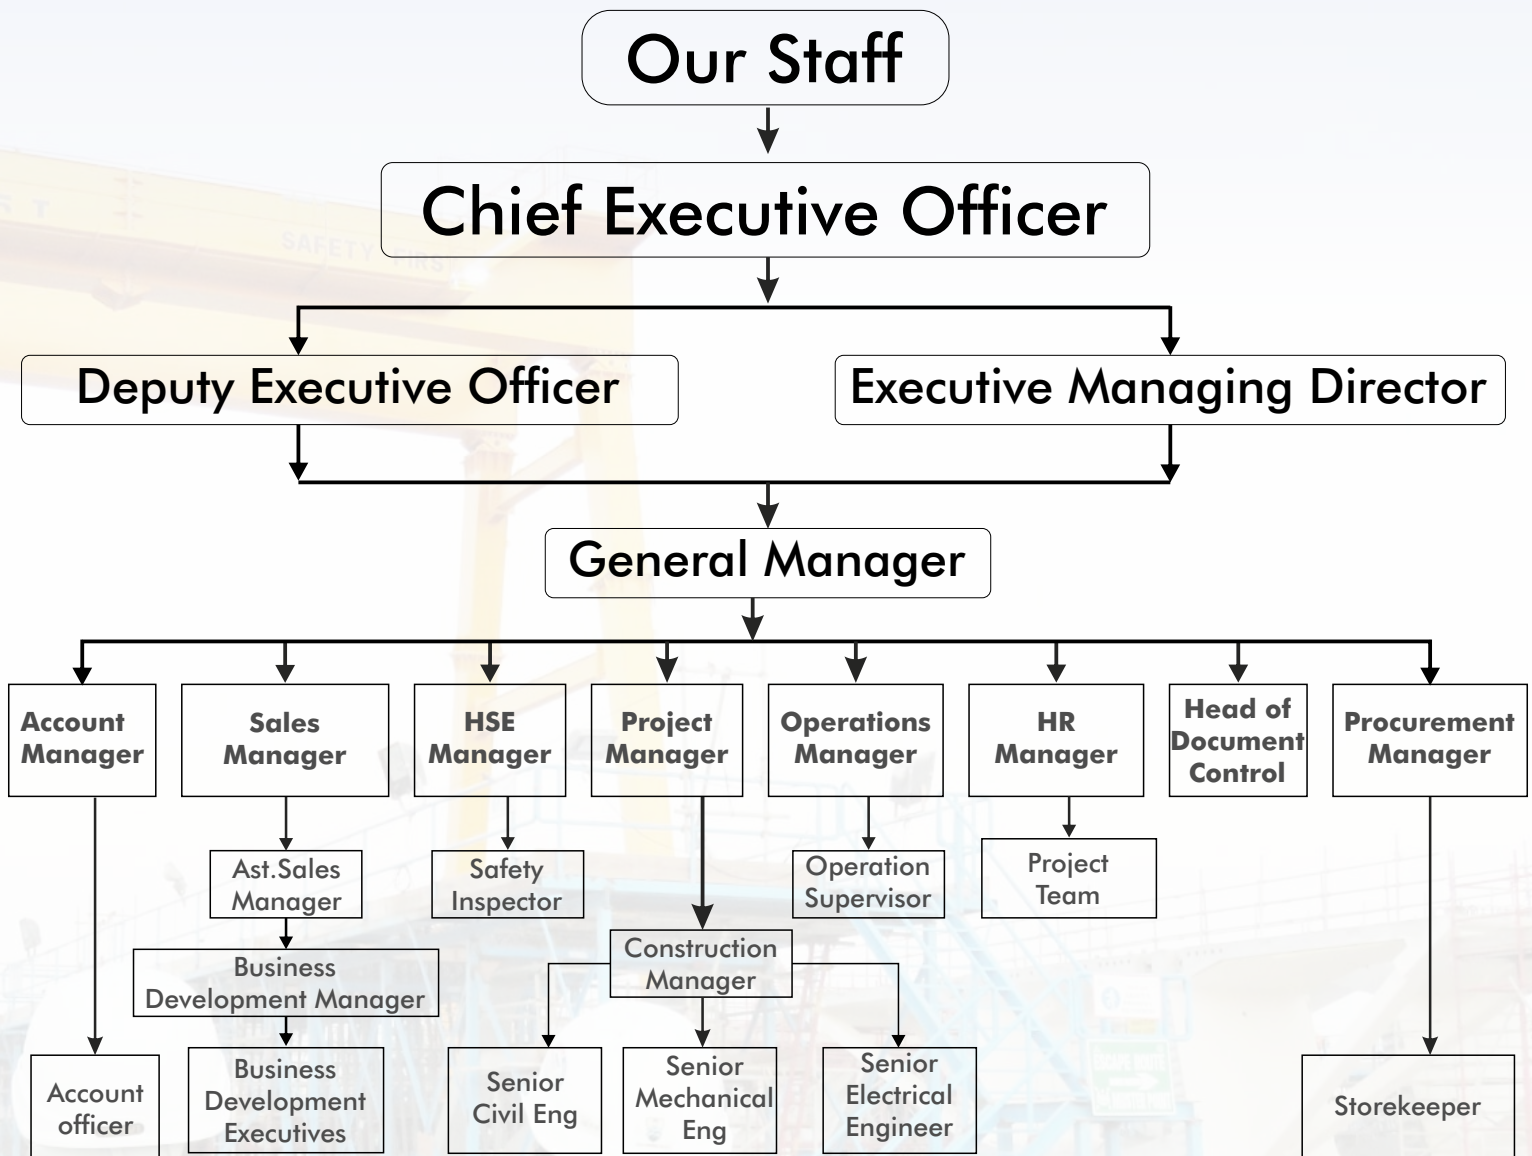 Our Staff
Chief Executive Officer
Deputy Executive Officer
Executive Managing Director
General Manager
Account
Manager
Sales
Manager
HSE
Manager
Project
Manager
Operations
Manager
HR
Manager
Head of
Document
Control
Procurement
Manager
Ast.Sales
Manager
Safety
Inspector
Operation
Supervisor
Project
Team
Business
Development Manager
Construction
Manager
Account
officer
Business
Development
Executives
Senior
Civil Eng
Senior
Mechanical
Eng
Senior
Electrical
Engineer
Storekeeper
SAFETY FIRS